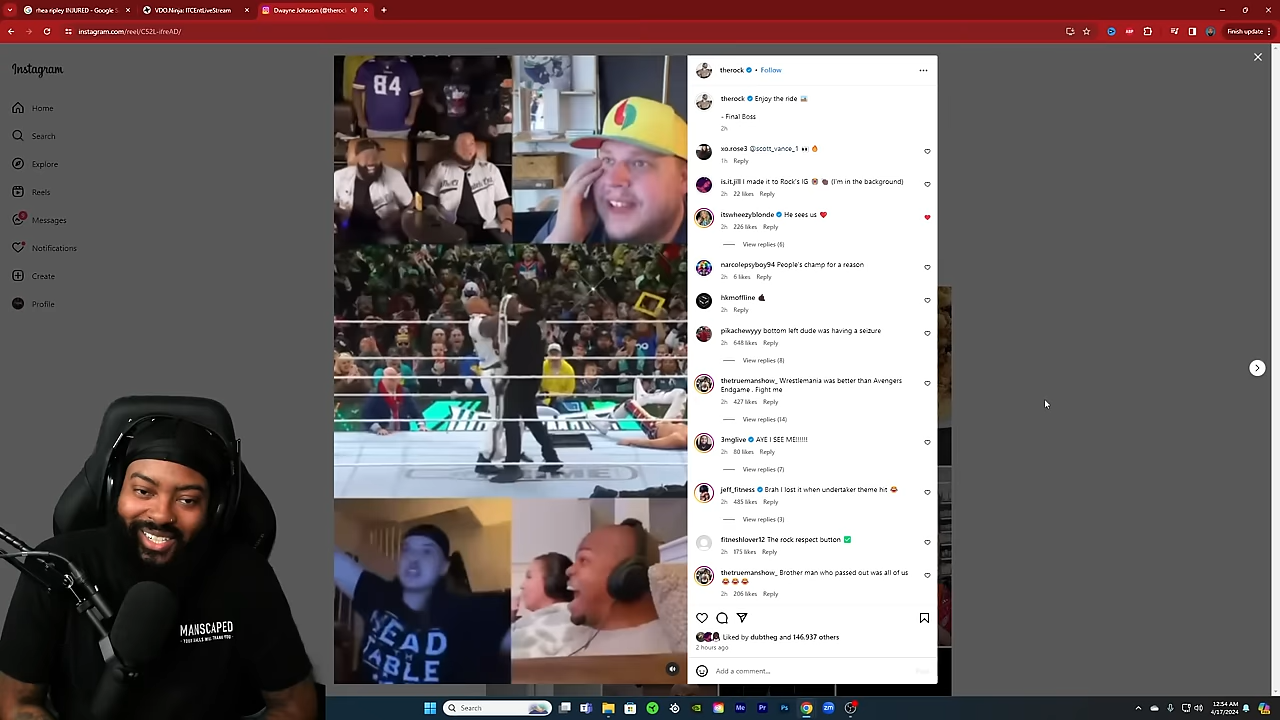 rhea ripley INJURED - Google S
VDO.Ninja: ITCEntLiveStream
Dwayne Johnson (@therock
Finish update
instagram.com/reel/C52L-ifreAD/
Instagram
Home
Search
Explore
Reels
Messages
Notifications
Create
Profile
84
therock • Follow
therock Enjoy the ride
- Final Boss
2h
xo.rose3 @scott_vance_1
1h Reply
is.it.jill I made it to Rock's IG (I'm in the background)
2h 22 likes Reply
itswheezyblonde He sees us
2h 226 likes Reply
View replies (6)
narcolepsyboy94 People's champ for a reason
2h 6 likes Reply
hkmoffline
2h Reply
pikachewyyy bottom left dude was having a seizure
2h 648 likes Reply
View replies (8)
thetruemanshow_ Wrestlemania was better than Avengers
Endgame . Fight me
2h 427 likes Reply
View replies (14)
3mglive AYE I SEE ME!!!!!!
2h 80 likes Reply
View replies (7)
jeff_fitness Brah I lost it when undertaker theme hit
2h 485 likes Reply
View replies (3)
fitneshlover12 The rock respect button
2h 175 likes Reply
thetruemanshow_ Brother man who passed out was all of us
2h 206 likes Reply
Liked by dubtheg and 146,937 others
2 hours ago
Add a comment...
HEAD
TABLE
MANSCAPED
YOUR BALLS WILL THANK YOU
Search
12:54 AM
4/17/2024